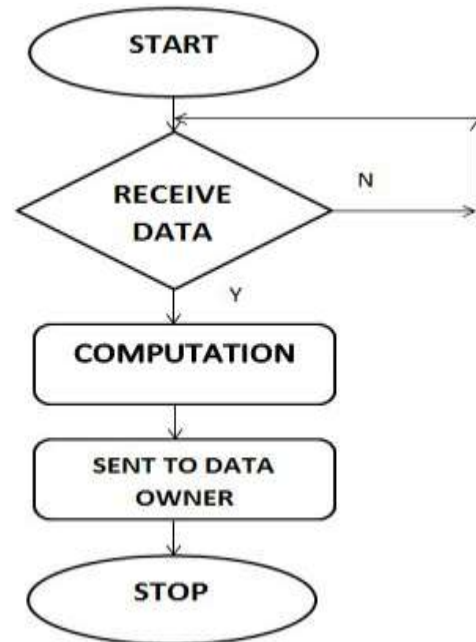 START
N
RECEIVE
DATA
Y
COMPUTATION
SENT TO DATA
OWNER
STOP